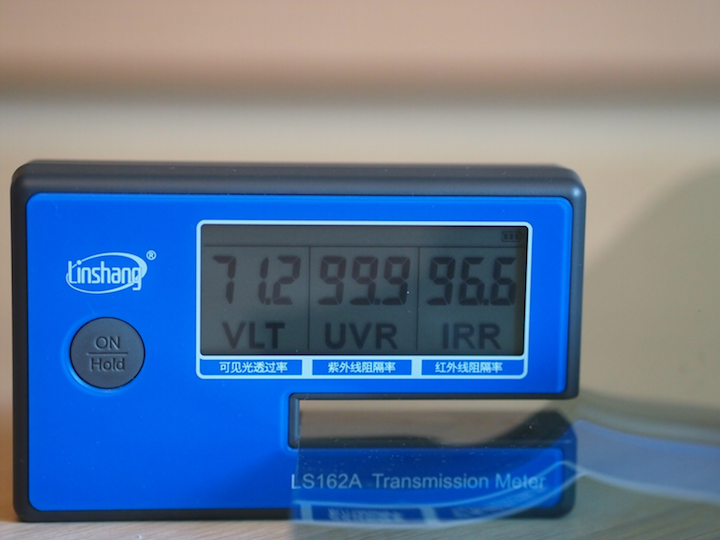 Linshang®
ON
Hold
71.2 99.9 96.6
VLT UVR IRR
可见光透过率 紫外线阻隔率 红外线阻隔率
LS162A Transmission Meter